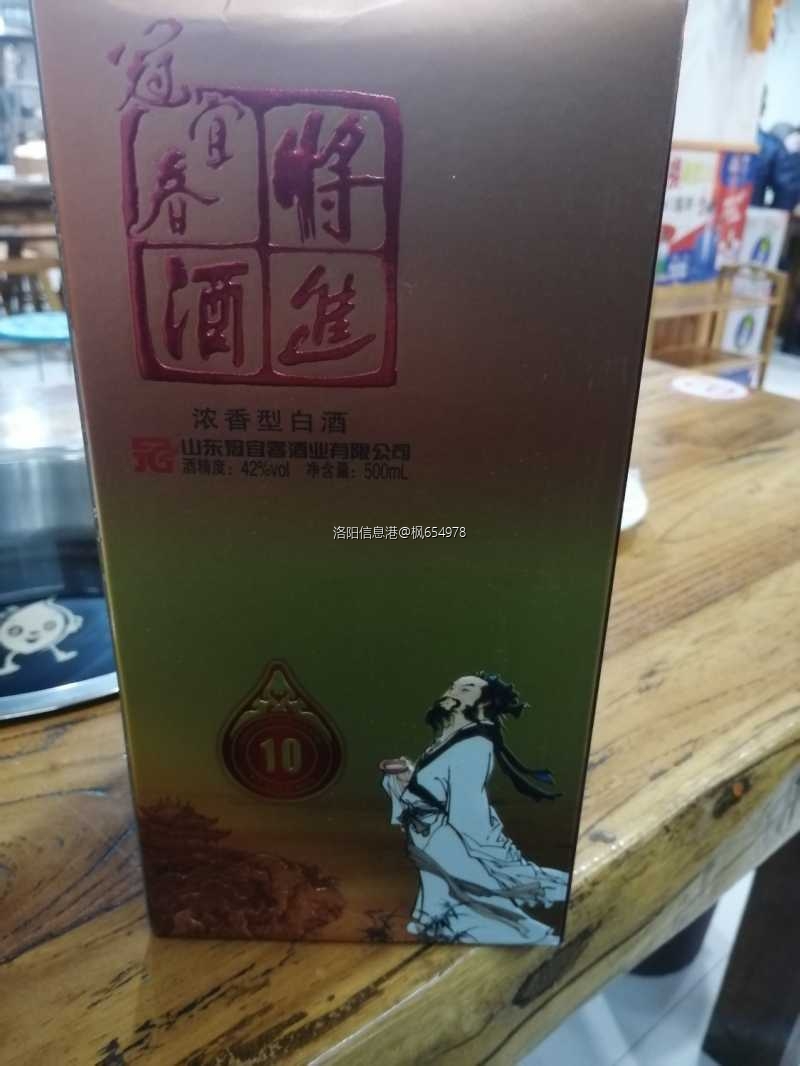 冠宜春
將進酒
浓香型白酒
山东冠宜春酒业有限公司
酒精度：42%vol 净含量：500mL
洛阳信息港@枫654978
10